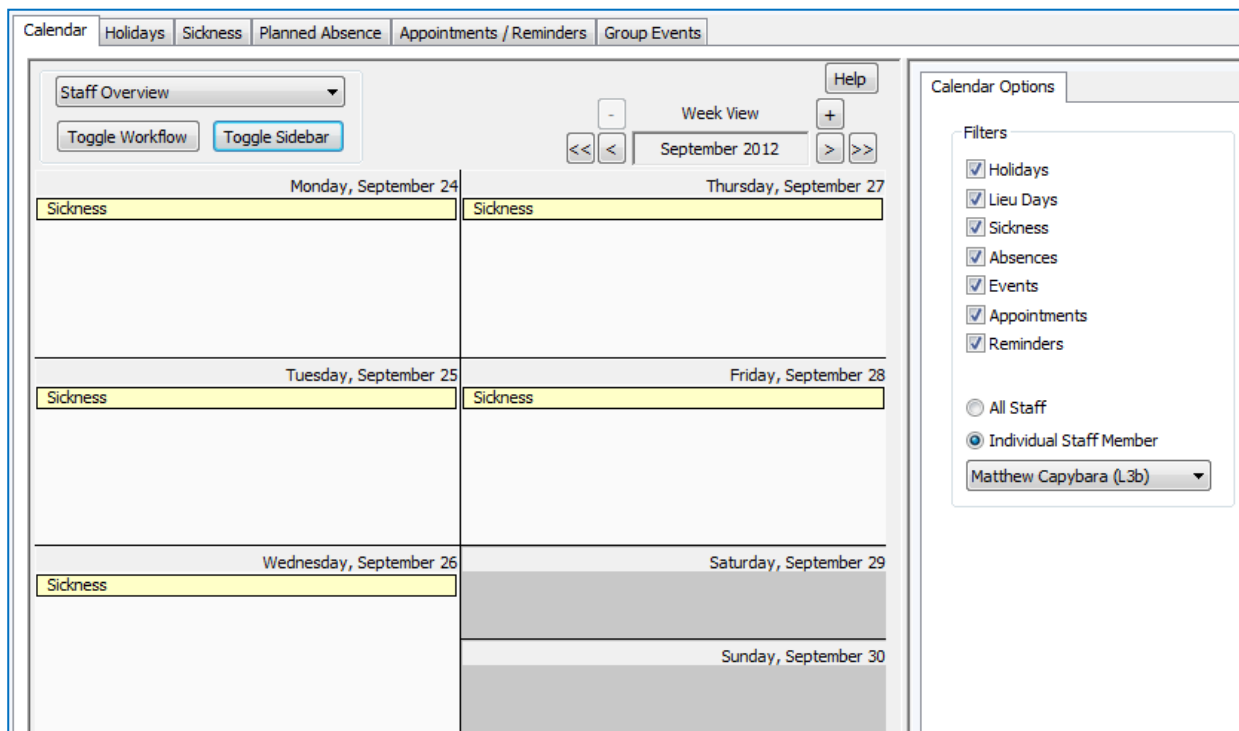 Calendar Holidays Sickness Planned Absence Appointments / Reminders Group Events
Staff Overview
Help
Toggle Workflow Toggle Sidebar
- Week View +
<< < September 2012 > >>
Monday, September 24
Sickness
Thursday, September 27
Sickness
Tuesday, September 25
Sickness
Friday, September 28
Sickness
Wednesday, September 26
Sickness
Saturday, September 29
Sunday, September 30
Calendar Options
Filters
Holidays
Lieu Days
Sickness
Absences
Events
Appointments
Reminders
All Staff
Individual Staff Member
Matthew Capybara (L3b)